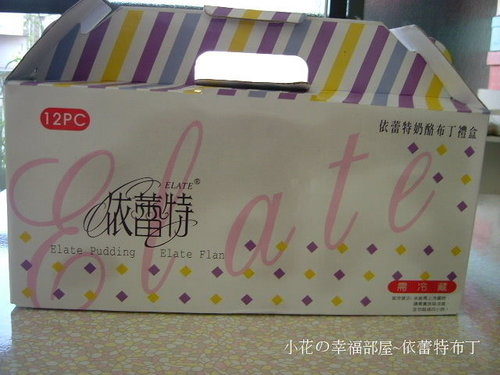 12PC
依蕾特奶酪布丁禮盒
Elate
ELATE®
依蕾特
Elate Pudding Elate Flan
需冷藏
小花の幸福部屋~依蕾特布丁